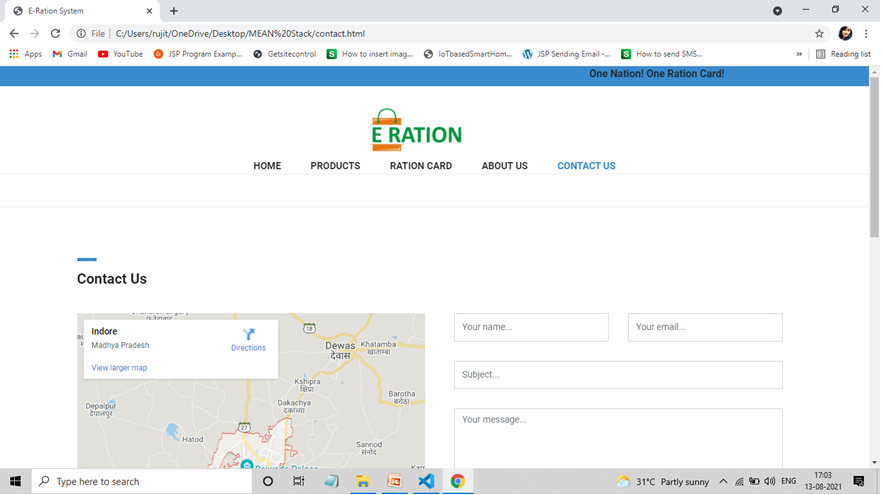 E-Ration System
File | C:/Users/rujit/OneDrive/Desktop/MEAN%20Stack/contact.html
Apps Gmail YouTube JSP Program Examp... Getsitecontrol How to insert imag... IoTbasedSmartHom... JSP Sending Email -... How to send SMS... » Reading list
One Nation! One Ration Card!
E RATION
HOME PRODUCTS RATION CARD ABOUT US CONTACT US
Contact Us
Indore
Madhya Pradesh
Directions
View larger map
18
Dewas
देवास
Khatamba
खाताम्बा
Kshipra
क्षिप्रा
Barotha
बरोठा
Dakachya
डकाच्या
Depalpur
देपालपुर
27
Hatod
Sannod
सनोद
Your name... Your email...
Subject...
Your message...
Type here to search
31°C Partly sunny ENG
17:03
13-08-2021